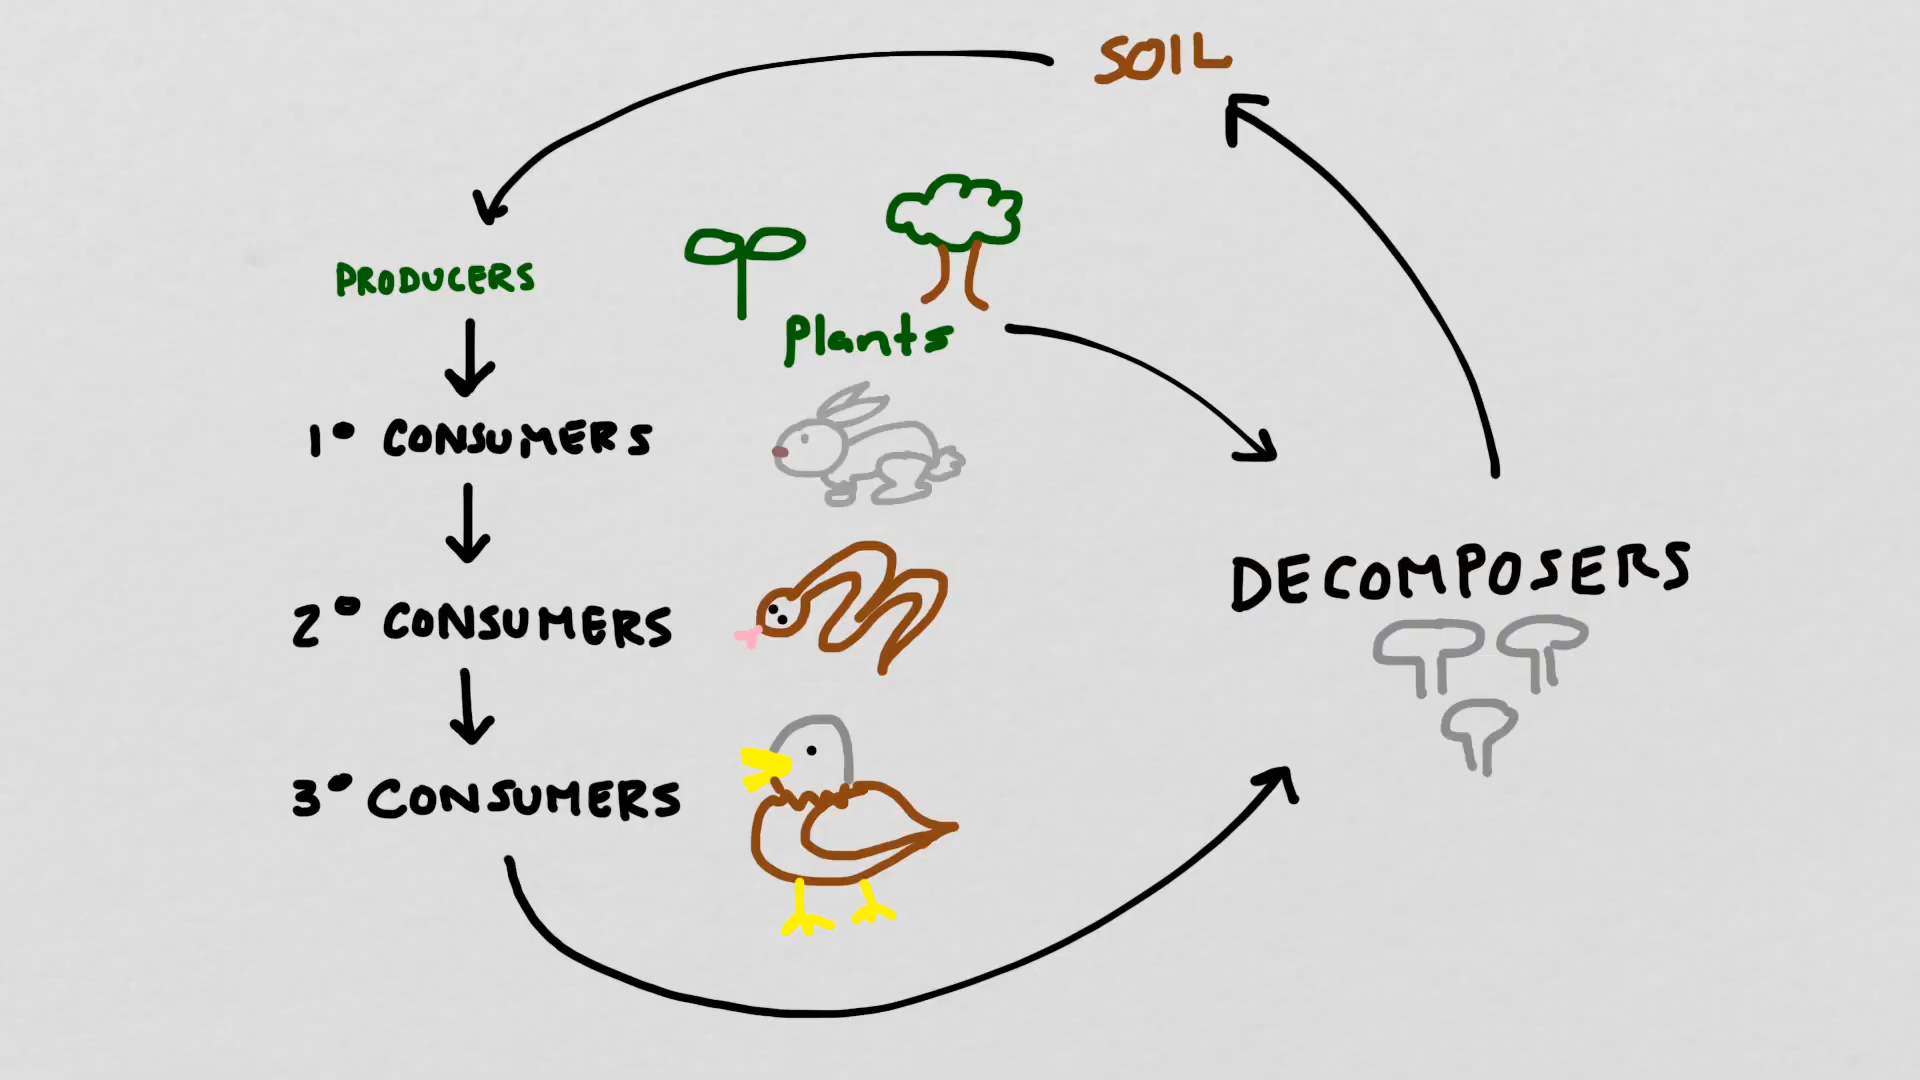 SOIL
PRODUCERS
Plants
1° CONSUMERS
2° CONSUMERS
DECOMPOSERS
3° CONSUMERS